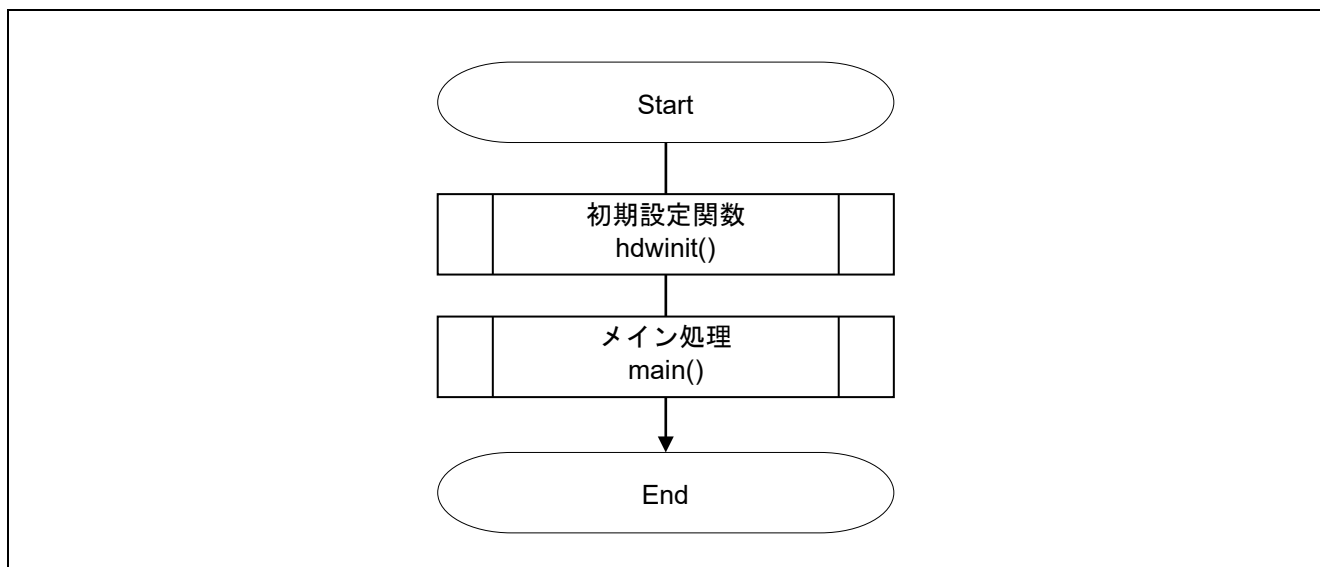 Start
初期設定関数
hdwinit()
メイン処理
main()
End